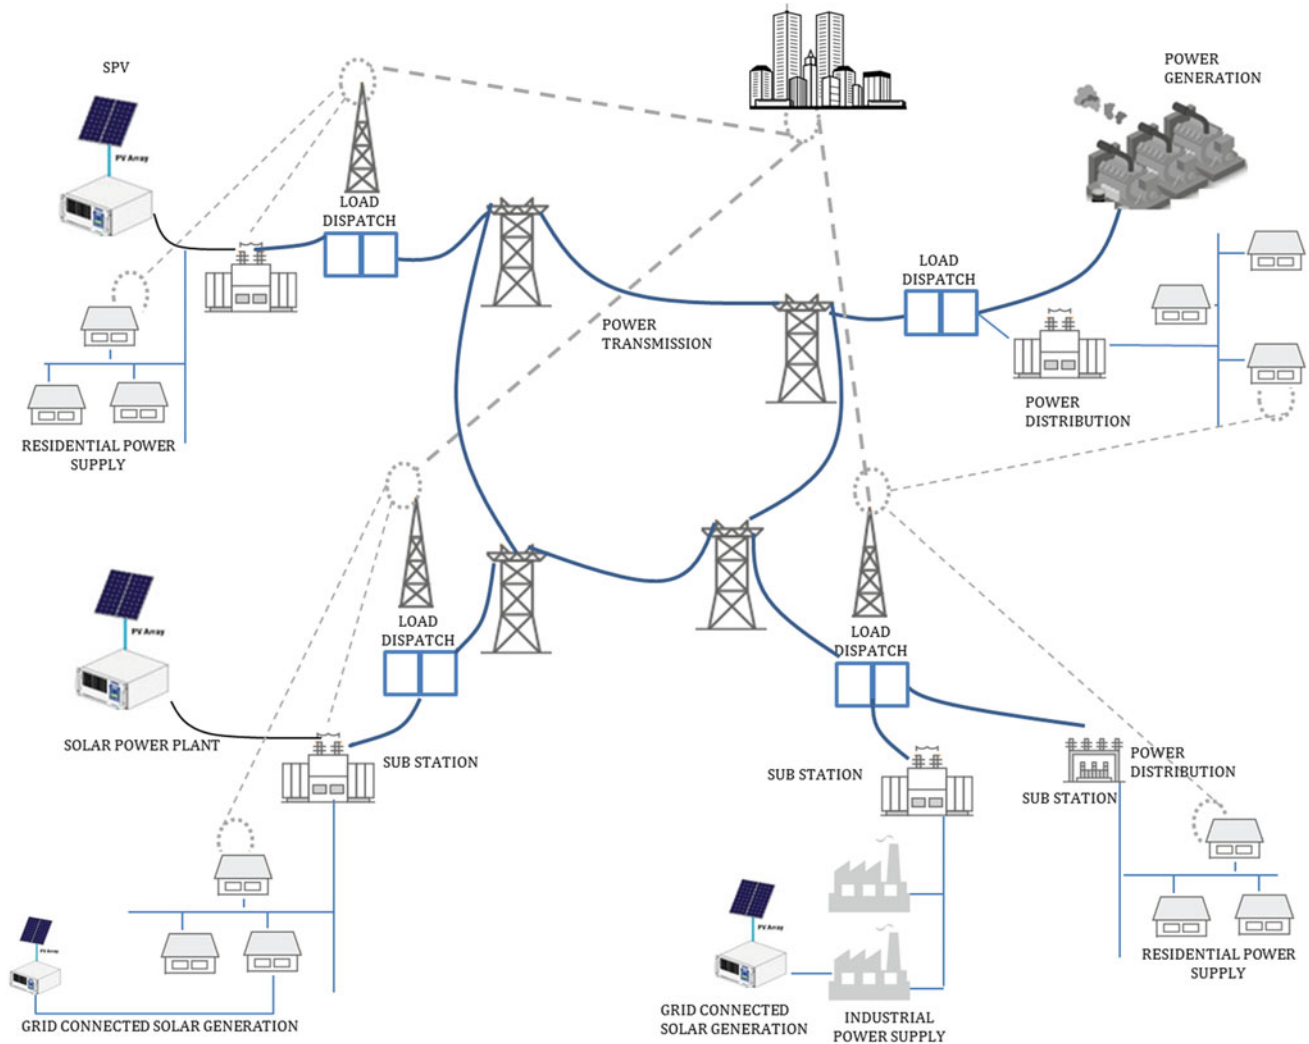 SPV
POWER
GENERATION
PV Array
LOAD
DISPATCH
LOAD
DISPATCH
POWER
TRANSMISSION
POWER
DISTRIBUTION
RESIDENTIAL POWER
SUPPLY
PV Array
LOAD
DISPATCH
LOAD
DISPATCH
SOLAR POWER PLANT
SUB STATION
SUB STATION
POWER
DISTRIBUTION
SUB STATION
PV Array
PV Array
RESIDENTIAL POWER
SUPPLY
GRID CONNECTED SOLAR GENERATION
GRID CONNECTED
SOLAR GENERATION
INDUSTRIAL
POWER SUPPLY